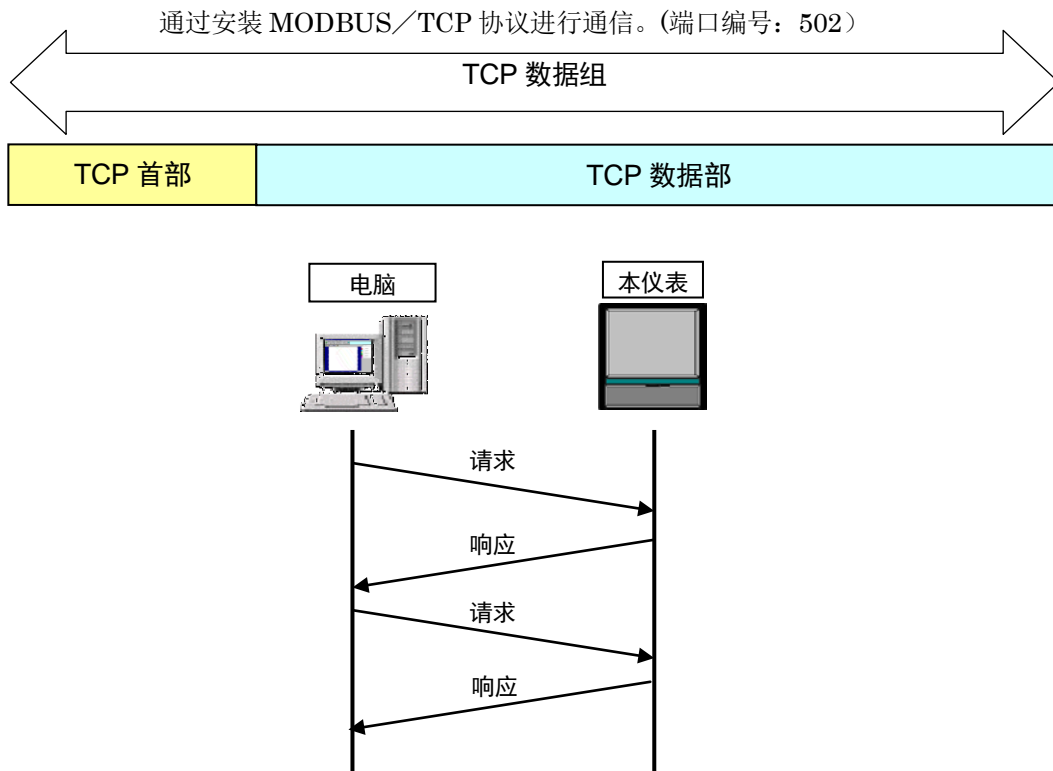 通过安装 MODBUS／TCP 协议进行通信。(端口编号：502）
TCP 数据组
TCP 首部
TCP 数据部
电脑
本仪表
请求
响应
请求
响应